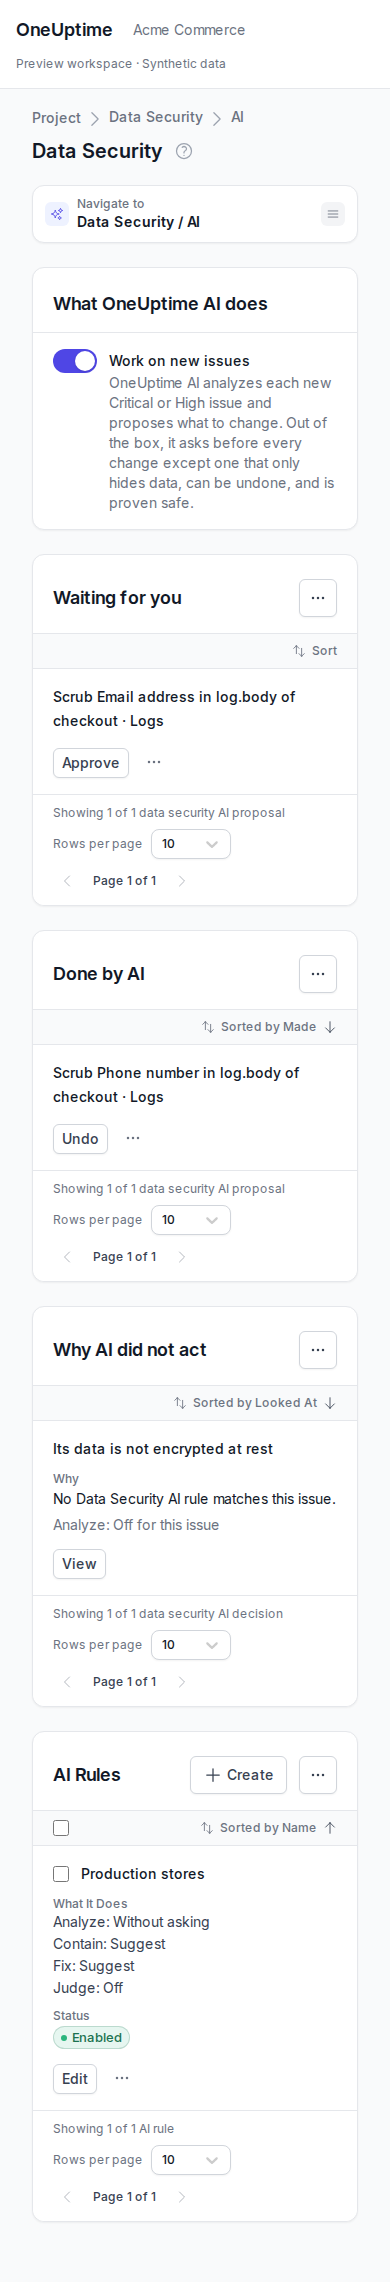 OneUptime Acme Commerce
Preview workspace · Synthetic data
Project Data Security AI
Data Security
Navigate to
Data Security / AI
What OneUptime AI does
Work on new issues
OneUptime AI analyzes each new
Critical or High issue and
proposes what to change. Out of
the box, it asks before every
change except one that only
hides data, can be undone, and is
proven safe.
Waiting for you
Sort
Scrub Email address in log.body of
checkout · Logs
Approve
Showing 1 of 1 data security AI proposal
Rows per page 10
Page 1 of 1
Done by AI
Sorted by Made
Scrub Phone number in log.body of
checkout · Logs
Undo
Showing 1 of 1 data security AI proposal
Rows per page 10
Page 1 of 1
Why AI did not act
Sorted by Looked At
Its data is not encrypted at rest
Why
No Data Security AI rule matches this issue.
Analyze: Off for this issue
View
Showing 1 of 1 data security AI decision
Rows per page 10
Page 1 of 1
AI Rules Create
Sorted by Name
Production stores
What It Does
Analyze: Without asking
Contain: Suggest
Fix: Suggest
Judge: Off
Status
Enabled
Edit
Showing 1 of 1 AI rule
Rows per page 10
Page 1 of 1